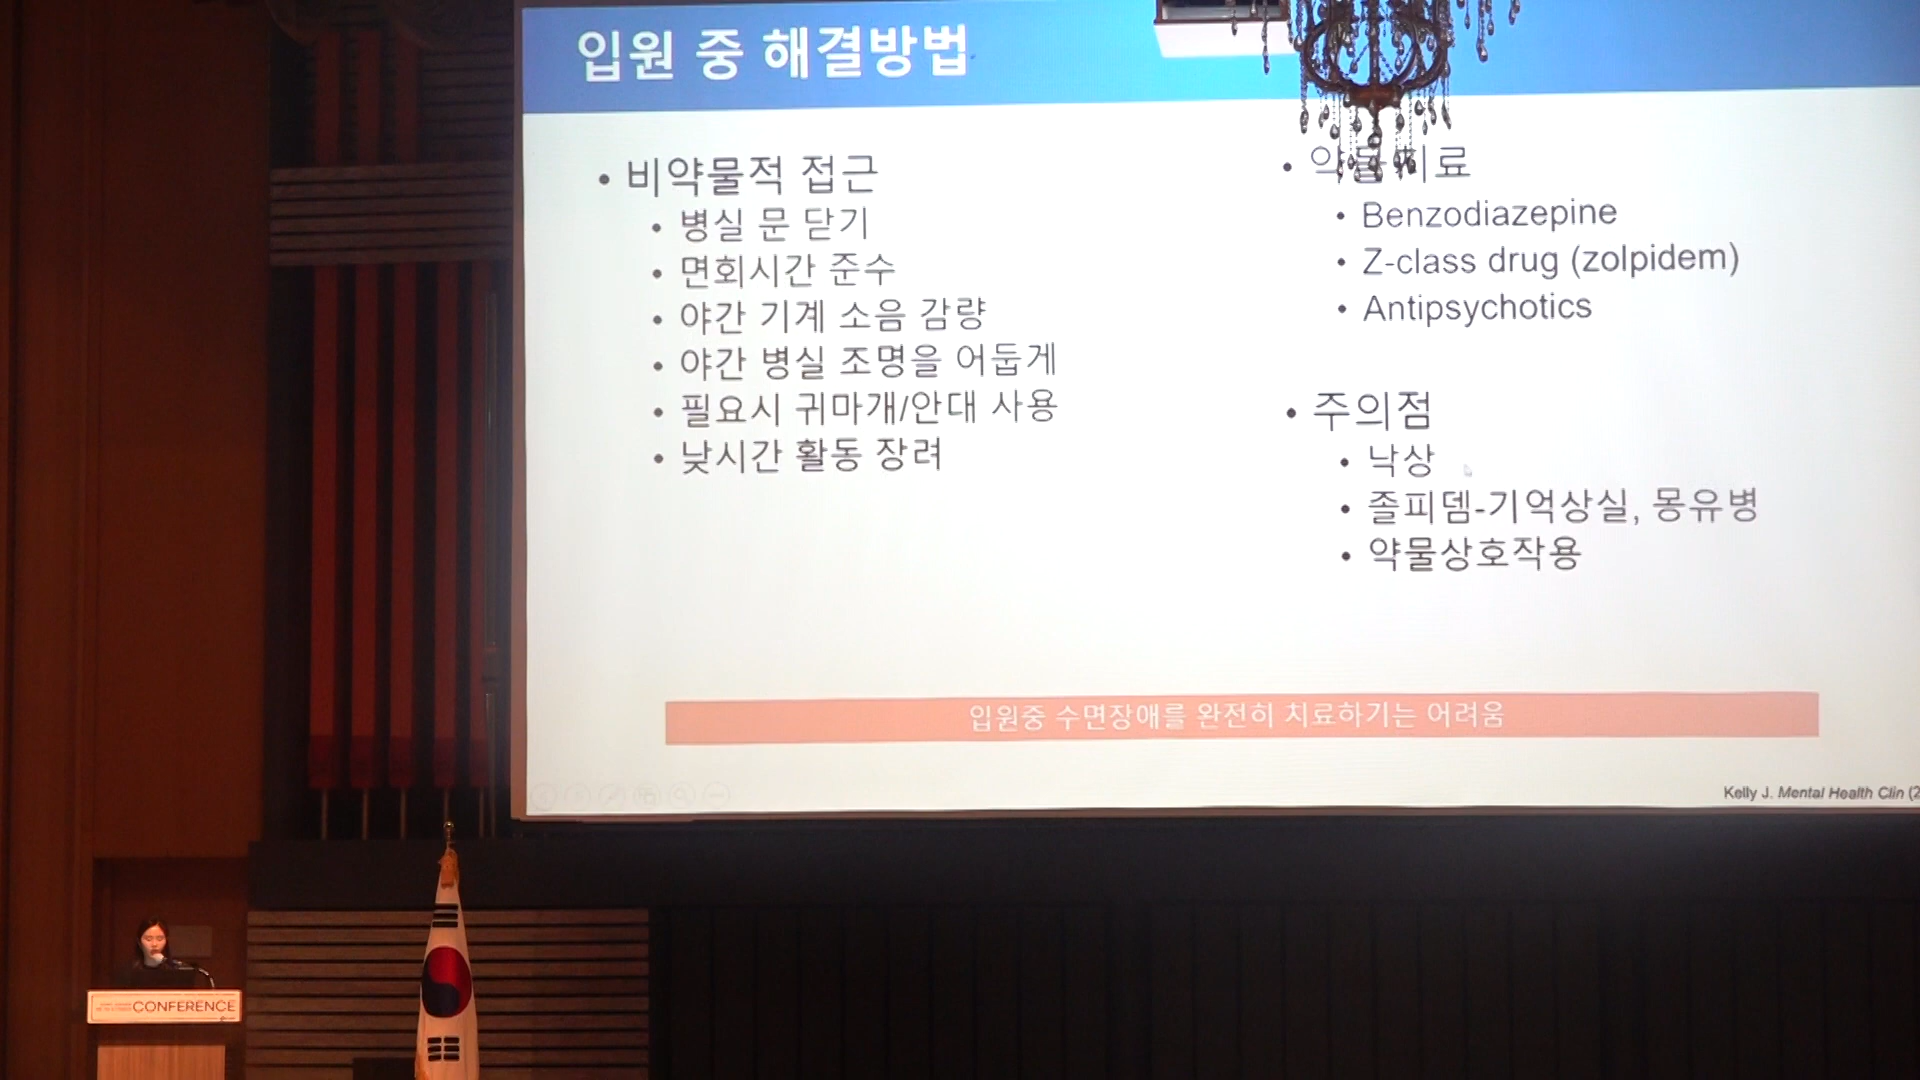 입원 중 해결방법
• 비약물적 접근
• 병실 문 닫기
• 면회시간 준수
• 야간 기계 소음 감량
• 야간 병실 조명을 어둡게
• 필요시 귀마개/안대 사용
• 낮시간 활동 장려
• 약물치료
• Benzodiazepine
• Z-class drug (zolpidem)
• Antipsychotics
• 주의점
• 낙상
• 졸피뎀-기억상실, 몽유병
• 약물상호작용
입원중 수면장애를 완전히 치료하기는 어려움
Kelly J. Mental Health Clin (2
CONFERENCE